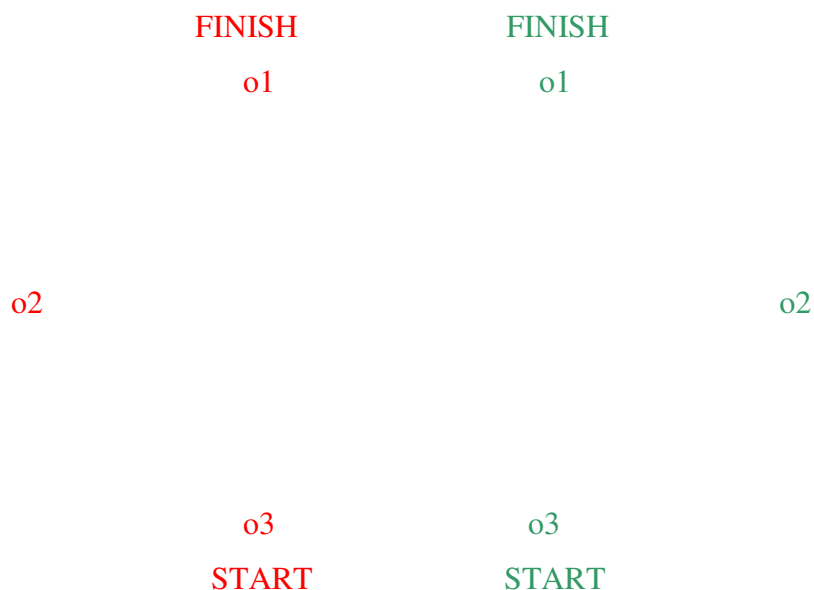 FINISH FINISH
o1 o1
o2 o2
o3 o3
START START